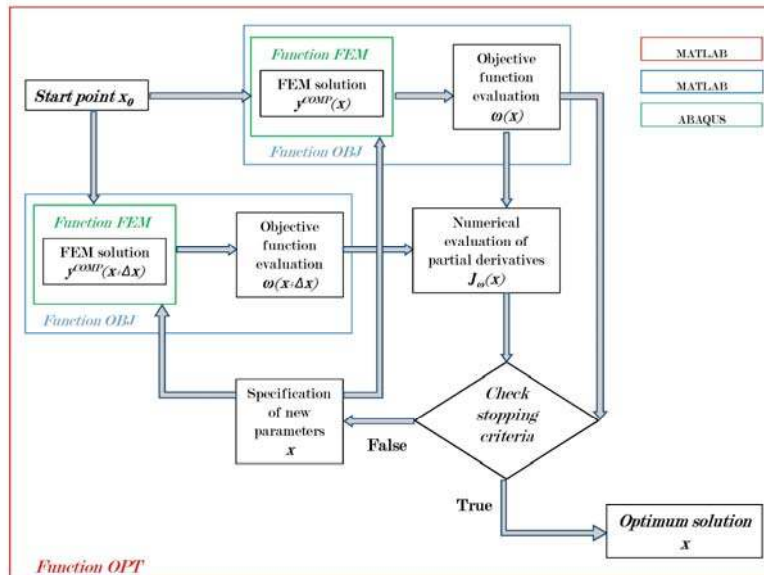 Function FEM
FEM solution
y^COMP(x)
Objective
function
evaluation
ω(x)
MATLAB
MATLAB
ABAQUS
Start point x₀
Function OBJ
Function FEM
FEM solution
y^COMP(x+Δx)
Objective
function
evaluation
ω(x+Δx)
Numerical
evaluation of
partial derivatives
J_ω(x)
Function OBJ
Specification
of new
parameters
x
Check
stopping
criteria
False
True
Optimum solution
x
Function OPT